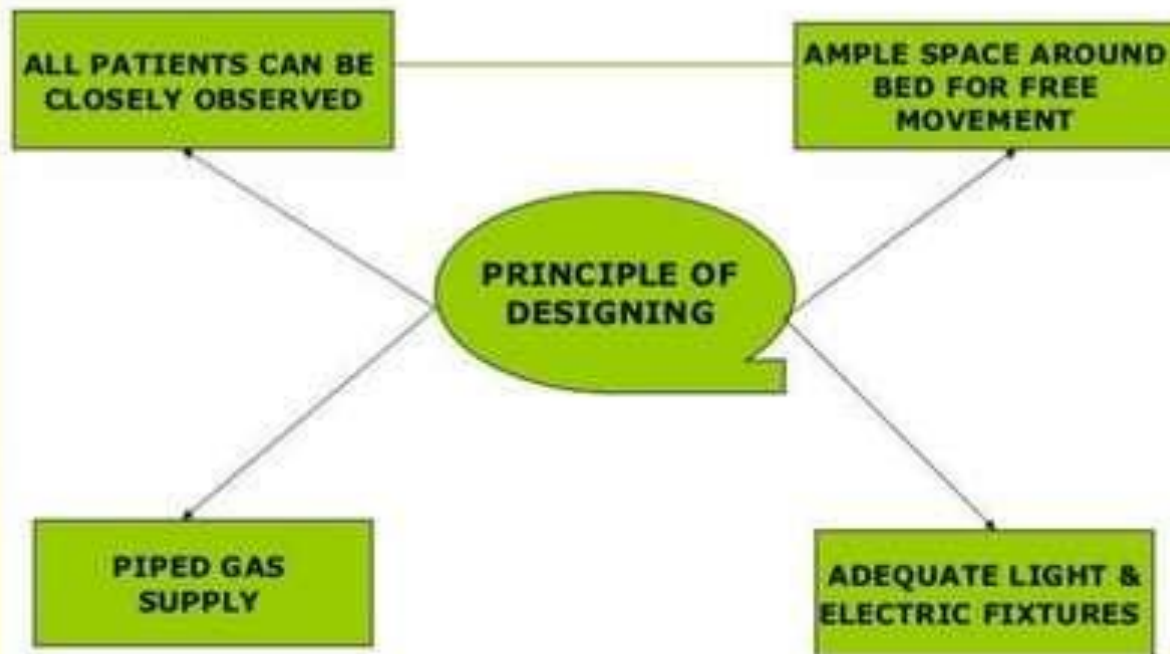 ALL PATIENTS CAN BE
CLOSELY OBSERVED
AMPLE SPACE AROUND
BED FOR FREE
MOVEMENT
PRINCIPLE OF
DESIGNING
PIPED GAS
SUPPLY
ADEQUATE LIGHT &
ELECTRIC FIXTURES